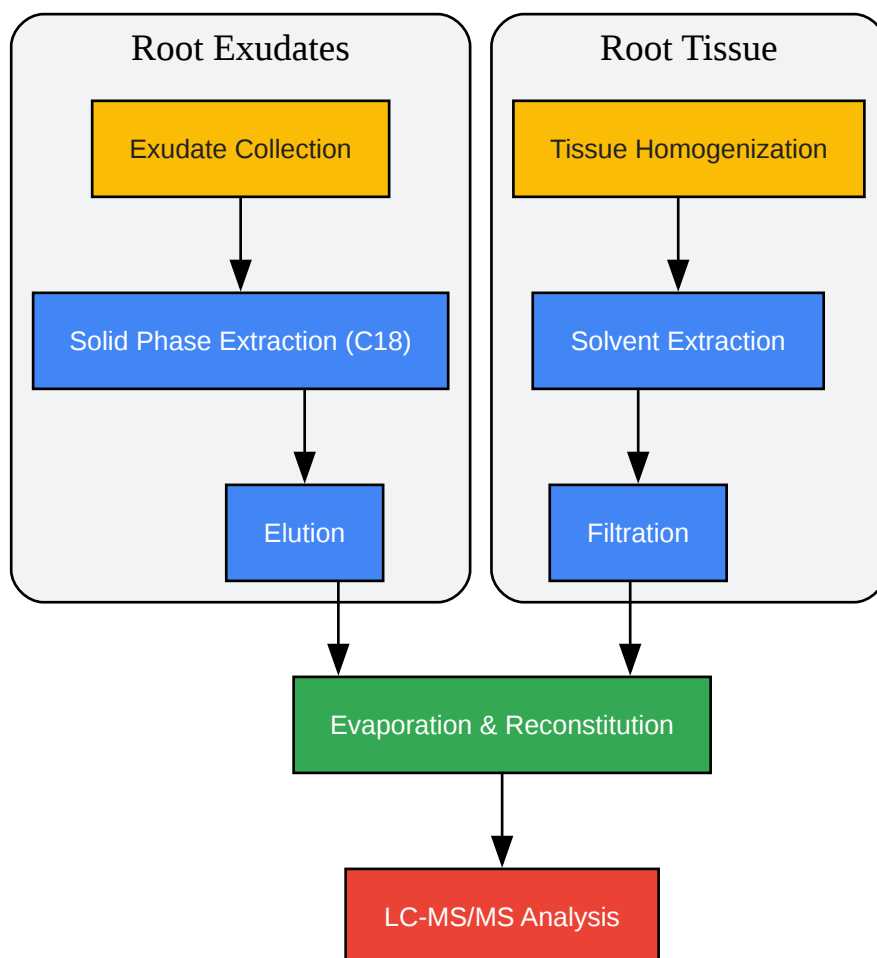 Root Exudates
Exudate Collection
Solid Phase Extraction (C18)
Elution
Root Tissue
Tissue Homogenization
Solvent Extraction
Filtration
Evaporation & Reconstitution
LC-MS/MS Analysis